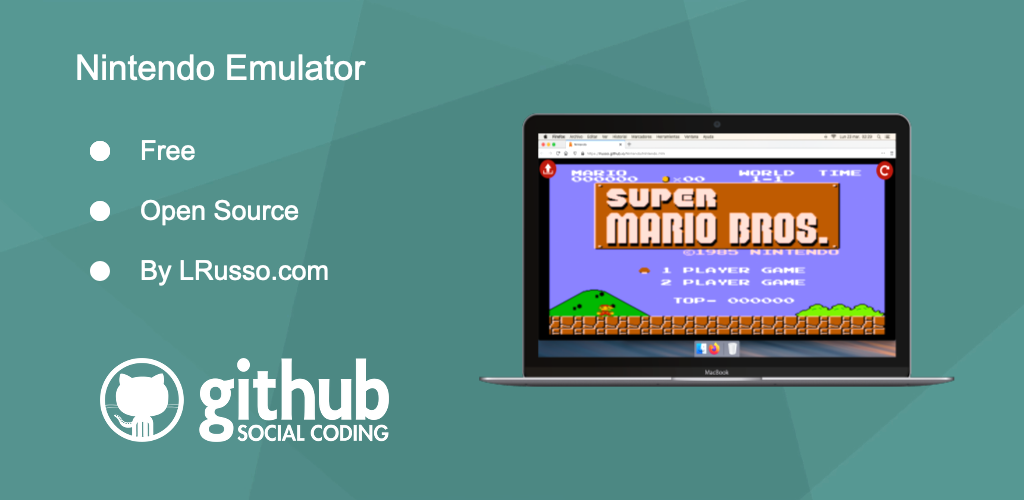 Nintendo Emulator
Free
Open Source
By LRusso.com
github
SOCIAL CODING
MARIO WORLD TIME
000000 ×00 1-1
SUPER
MARIO BROS.
©1985 NINTENDO
1 PLAYER GAME
2 PLAYER GAME
TOP- 000000
MacBook